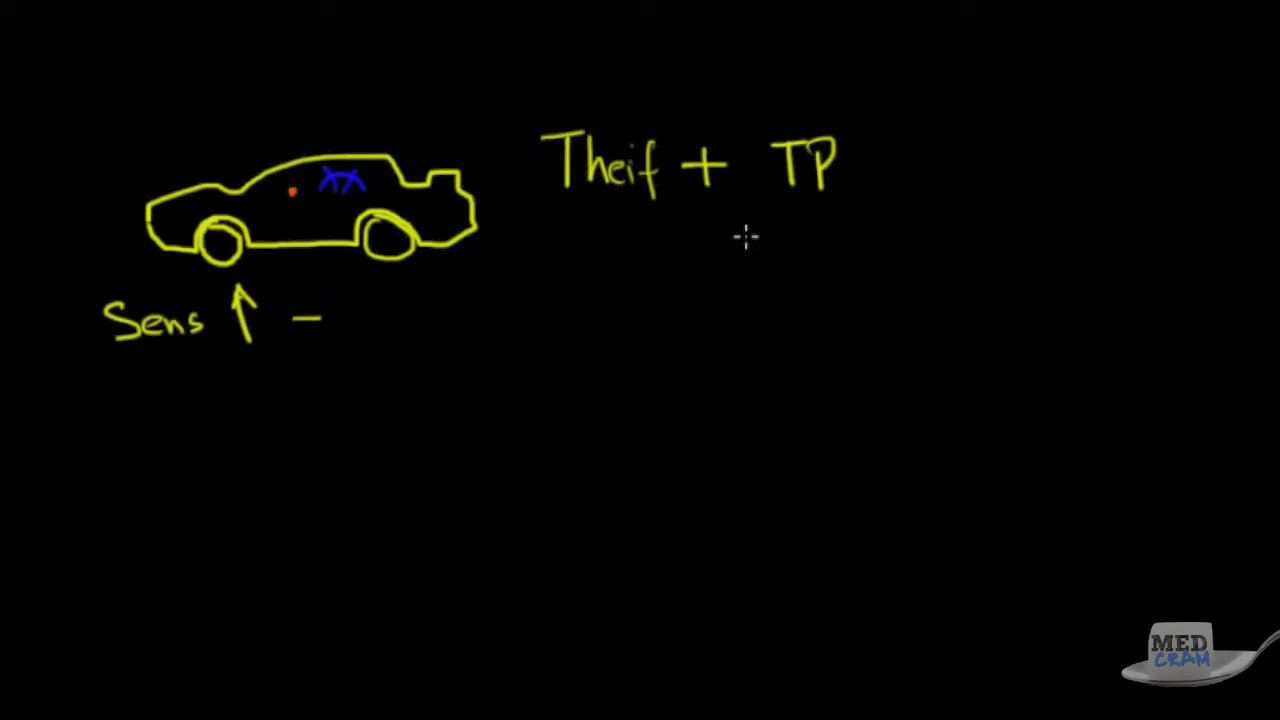 Theif + TP
Sens ↑ -
MED
CRAM